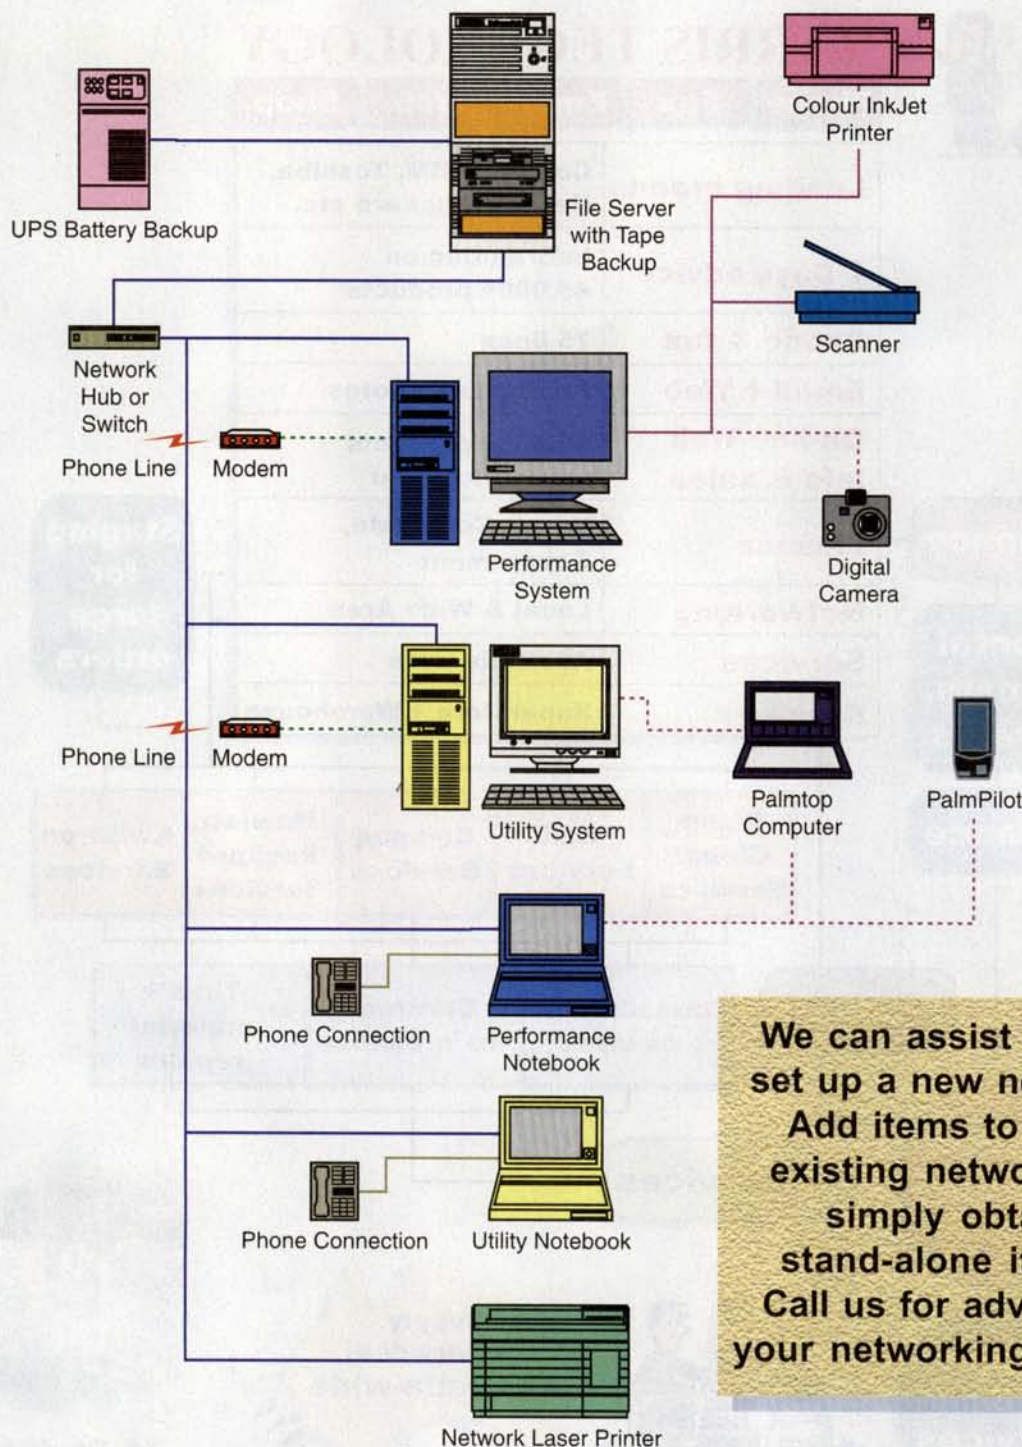 Colour InkJet
Printer
UPS Battery Backup
File Server
with Tape
Backup
Scanner
Network
Hub or
Switch
Phone Line
Modem
Performance
System
Digital
Camera
Phone Line
Modem
Utility System
Palmtop
Computer
PalmPilot
Phone Connection
Performance
Notebook
Phone Connection
Utility Notebook
Network Laser Printer
We can assist
set up a new
Add items to
existing
simply
stand-alone
Call us for
your networking